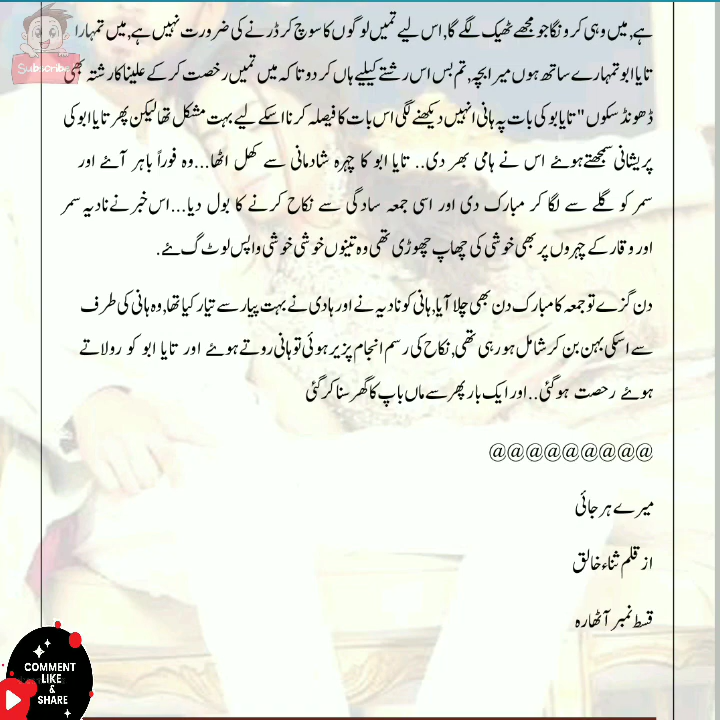 ہے, میں وہی کرونگا جو مجھے ٹھیک لگے گا, اس لیے تمیں لوگوں کا سوچ کر ڈرنے کی ضرورت نہیں ہے, میں تمہارا
تایا ابو تمہارے ساتھ ہوں میرا بچہ, تم بس اس رشتے کیلیے ہاں کر دو تا کہ میں تمیں رخصت کر کے علینا کا رشتہ بھی
ڈھونڈ سکوں " تایا بو کی بات پہ ہانی انہیں دیکھنے لگی اس بات کا فیصلہ کرنا اسکے لیے بہت مشکل تھا لیکن پھر تایا ابو کی
پریشانی سمجھتے ہوئے اس نے ہامی بھر دی.. تایا ابو کا چہرہ شادمانی سے کھل اٹھا...وہ فوراً باہر آئے اور
سمر کو گلے سے لگا کر مبارک دی اور اسی جمعہ سادگی سے نکاح کرنے کا بول دیا...اس خبر نے نادیہ سمر
اور وقار کے چہروں پر بھی خوشی کی چھاپ چھوڑی تھی وہ تینوں خوشی خوشی واپس لوٹ گئے.
دن گزے تو جمعہ کا مبارک دن بھی چلا آیا, ہانی کو نادیہ نے اور ہادی نے بہت پیار سے تیار کیا تھا, وہ ہانی کی طرف
سے اسکی بہن بن کر شامل ہو رہی تھی, نکاح کی رسم انجام پزیر ہوئی تو ہانی روتے ہوئے اور تایا ابو کو رولاتے
ہوئے رخصت ہو گئی..اور ایک بار پھر سے ماں باپ کا گھر سنا کر گئی
@@@@@@@@@
میرے ہر جائی
از قلم ثناء خالق
قسط نمبر آٹھارہ
Subscribe
COMMENT
LIKE
&
SHARE